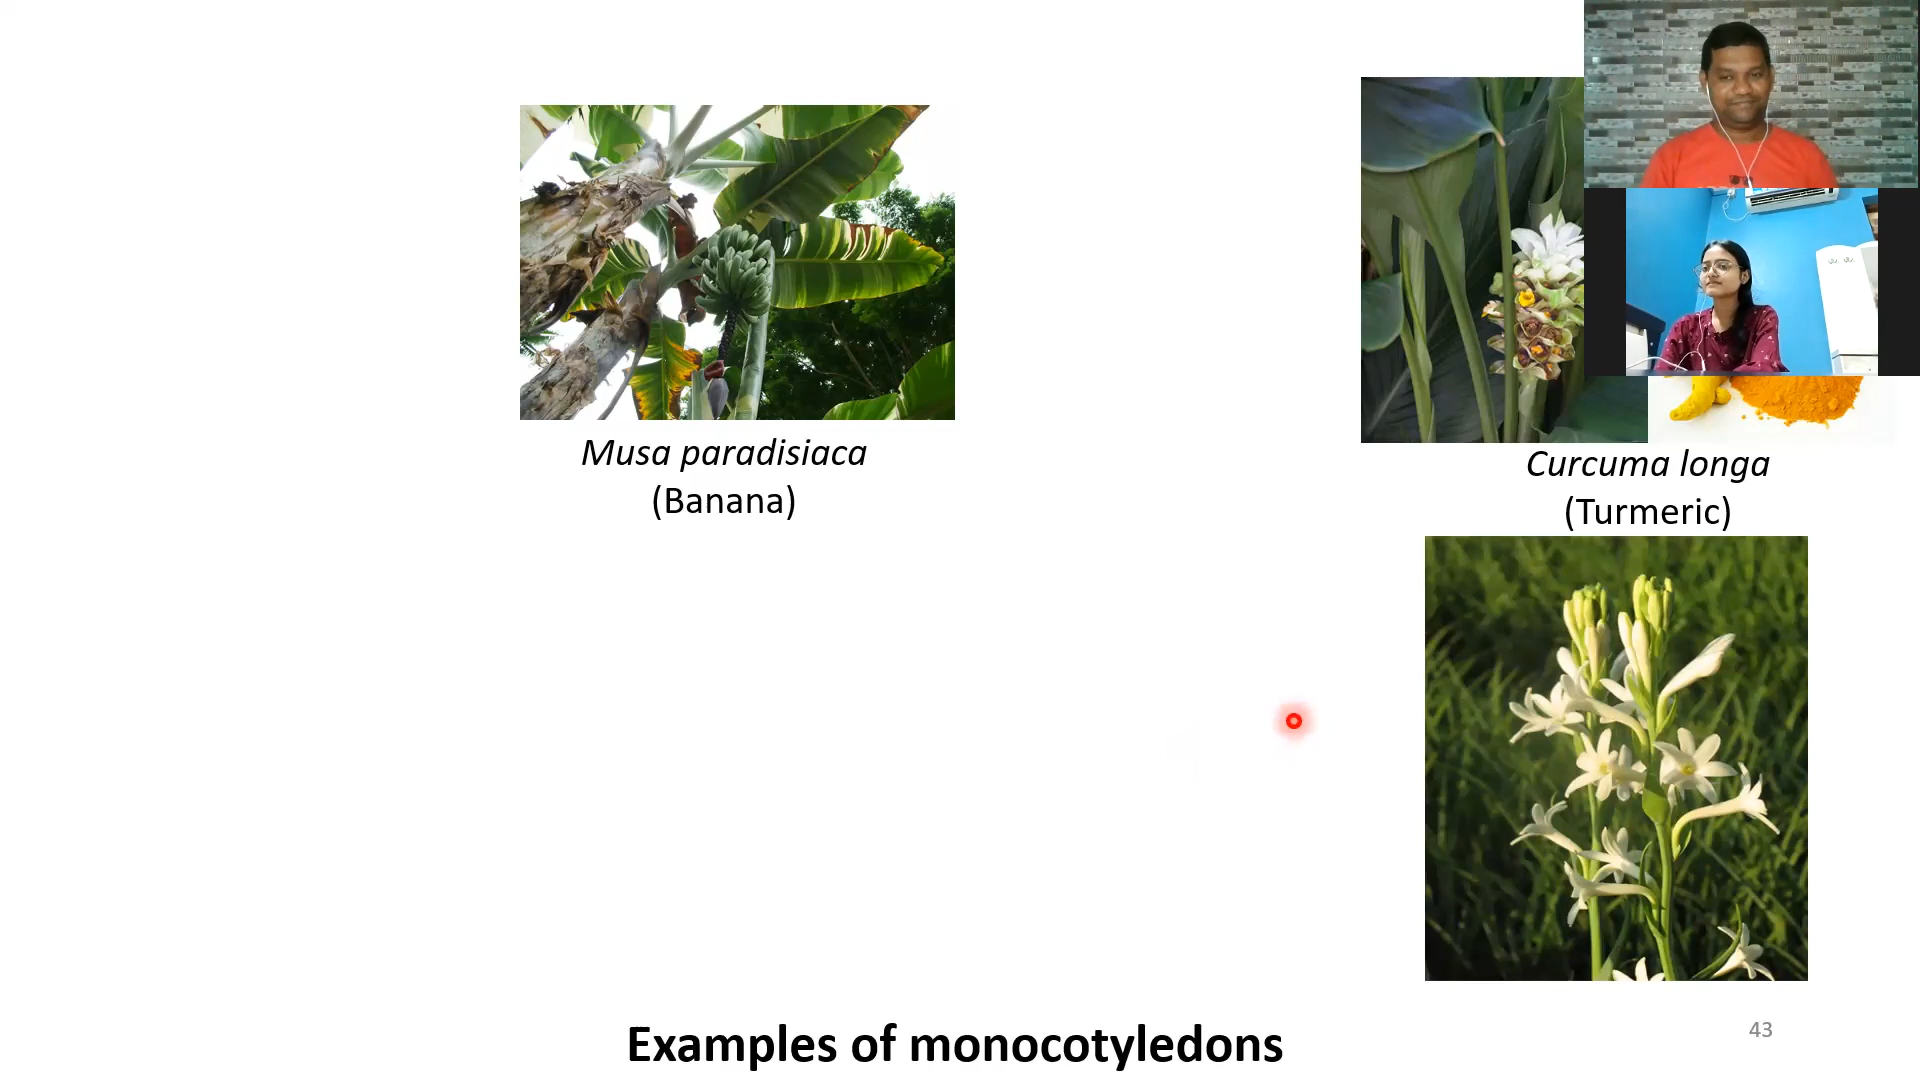 Musa paradisiaca
(Banana)
Curcuma longa
(Turmeric)
Examples of monocotyledons
43